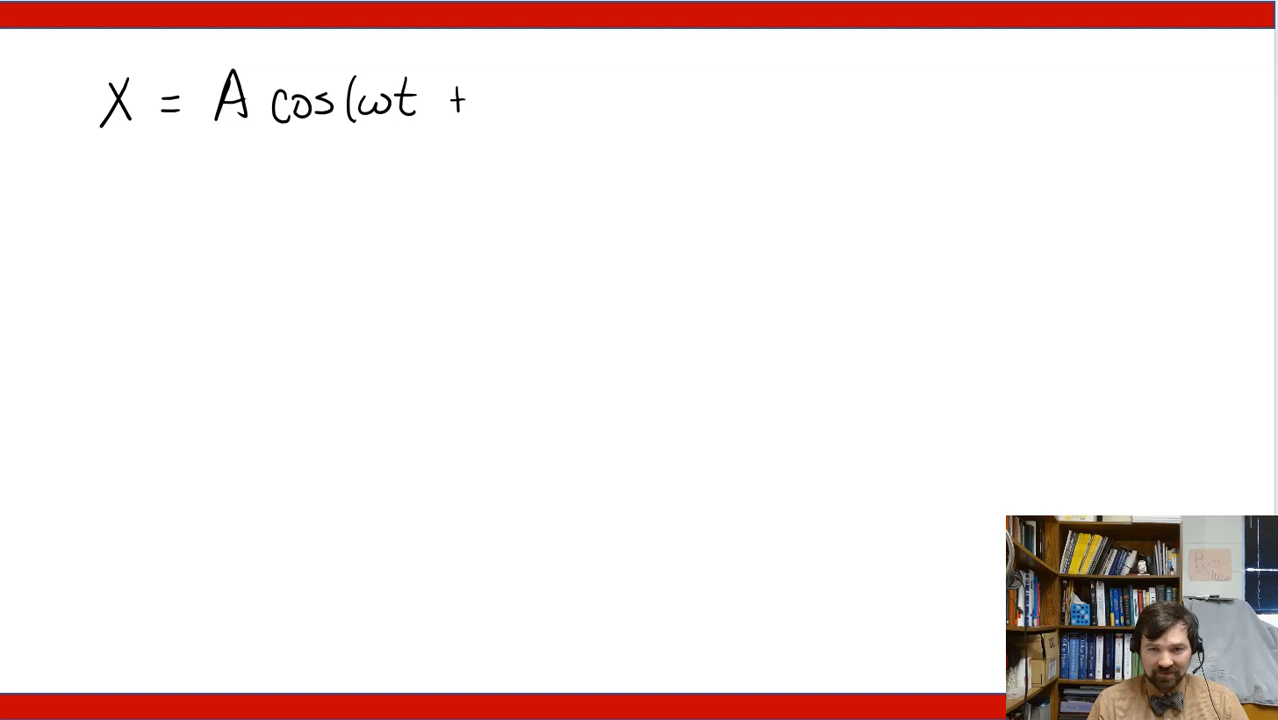 X = A cos(ωt +